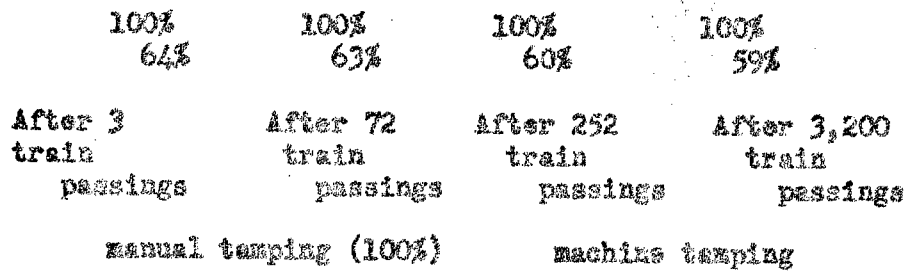 100% 100% 100% 100%
64% 63% 60% 59%
After 3 After 72 After 252 After 3,200
train train train train
passings passings passings passings
manual tamping (100%) machine tamping